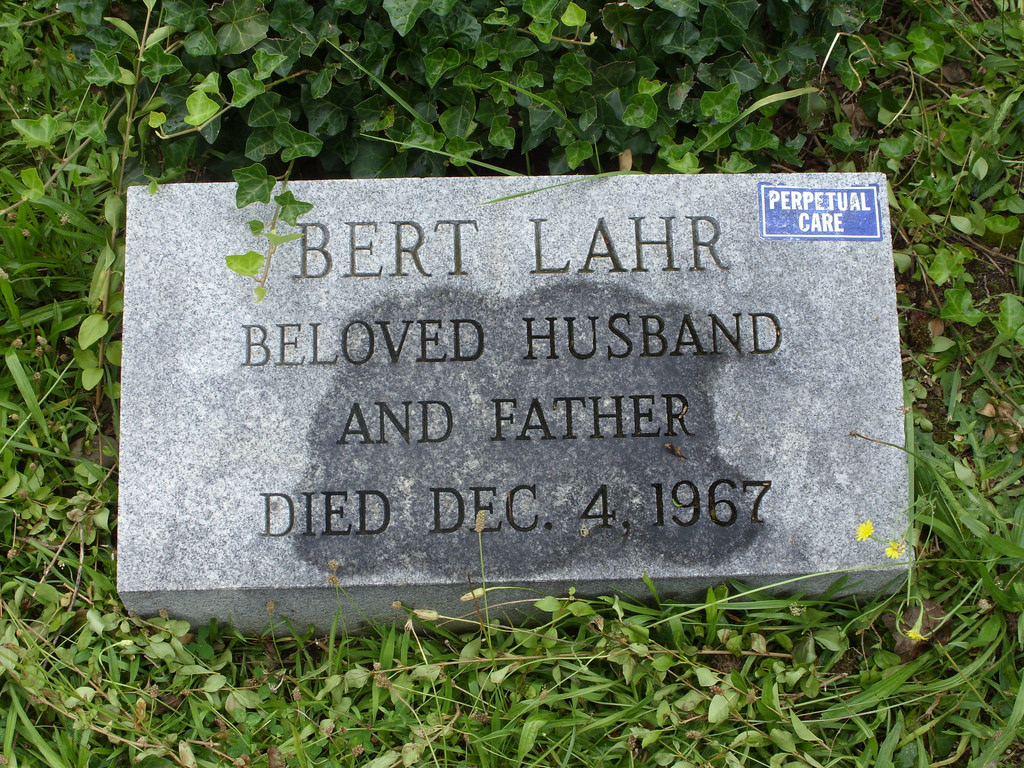 PERPETUAL
CARE
BERT LAHR
BELOVED HUSBAND
AND FATHER
DIED DEC. 4, 1967